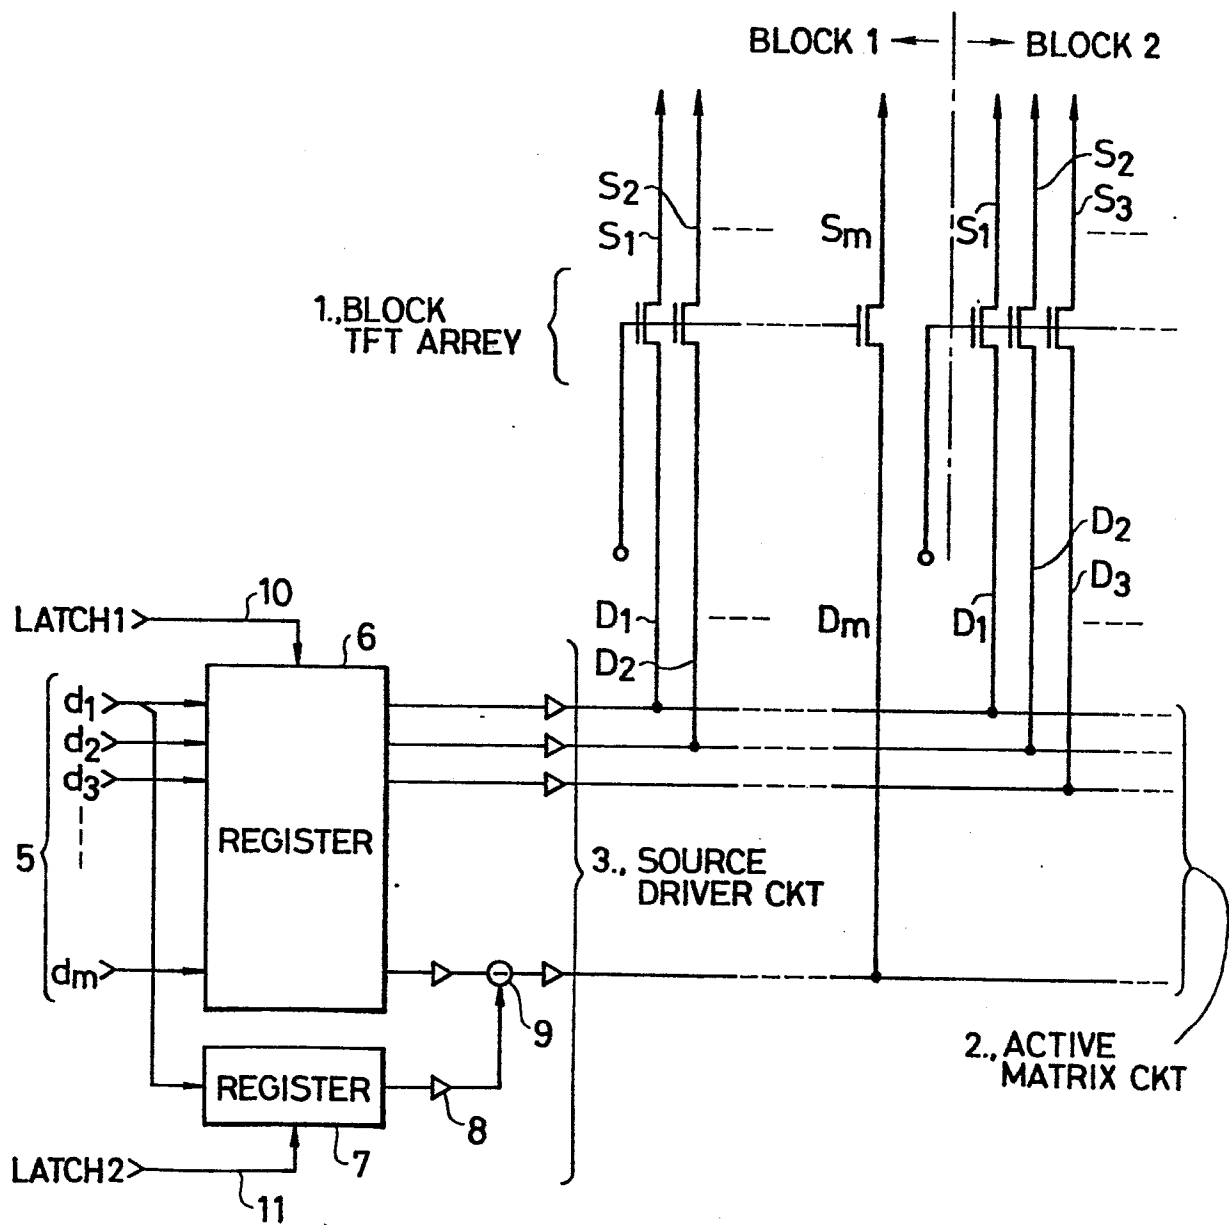 BLOCK 1
BLOCK 2
S2
S1
Sm
S1
S2
S3
1., BLOCK
TFT ARREY
D1
D2
Dm
D1
D2
D3
LATCH1
10
6
5
d1
d2
d3
dm
REGISTER
3., SOURCE
DRIVER CKT
9
2., ACTIVE
MATRIX CKT
REGISTER
8
7
LATCH2
11